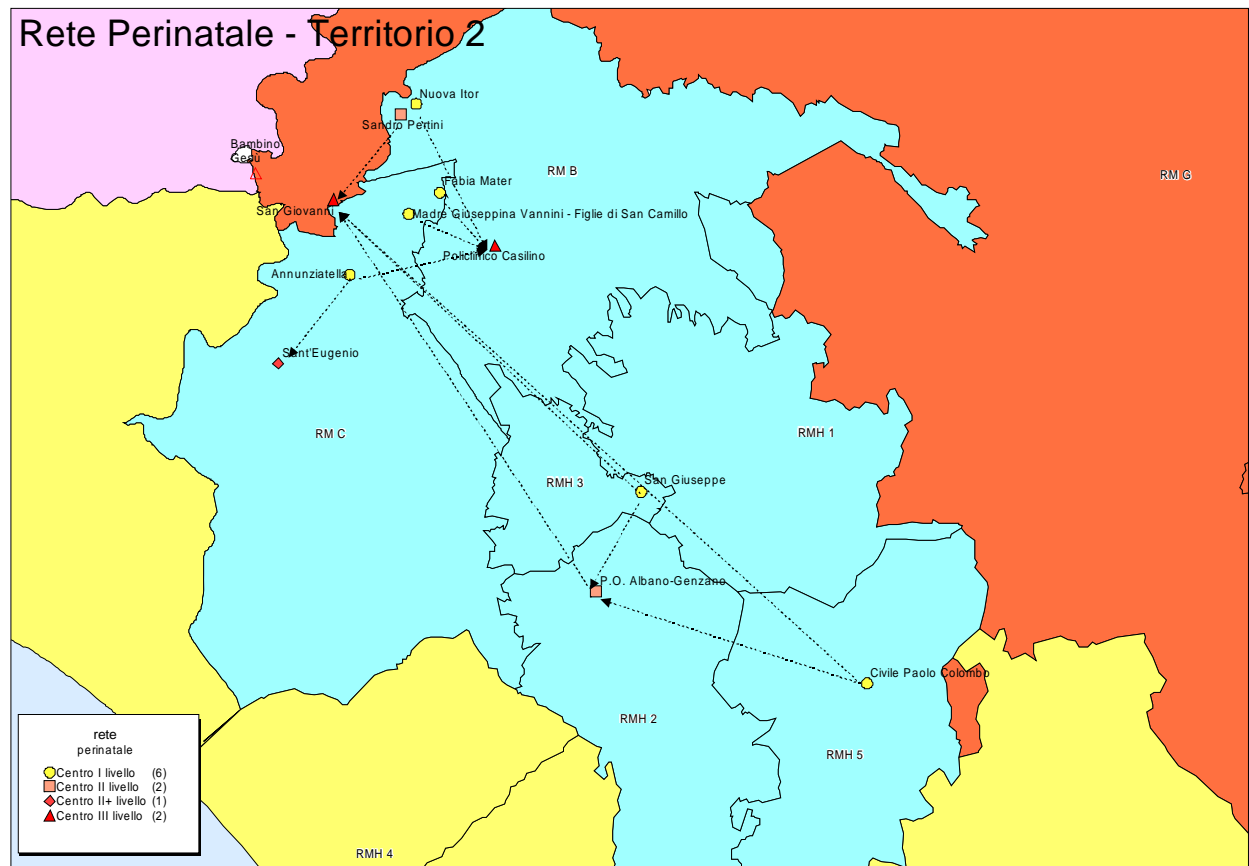 Rete Perinatale - Territorio 2
Nuova Itor
Sandro Pertini
Bambino
Gesù
RM B
RM G
Fabia Mater
San Giovanni
Madre Giuseppina Vannini - Figlie di San Camillo
Policlinico Casilino
Annunziatella
Sant'Eugenio
RM C
RMH 1
San Giuseppe
RMH 3
P.O. Albano-Genzano
Civile Paolo Colombo
RMH 2
RMH 5
rete
perinatale
Centro I livello (6)
Centro II livello (2)
Centro II+ livello (1)
Centro III livello (2)
RMH 4